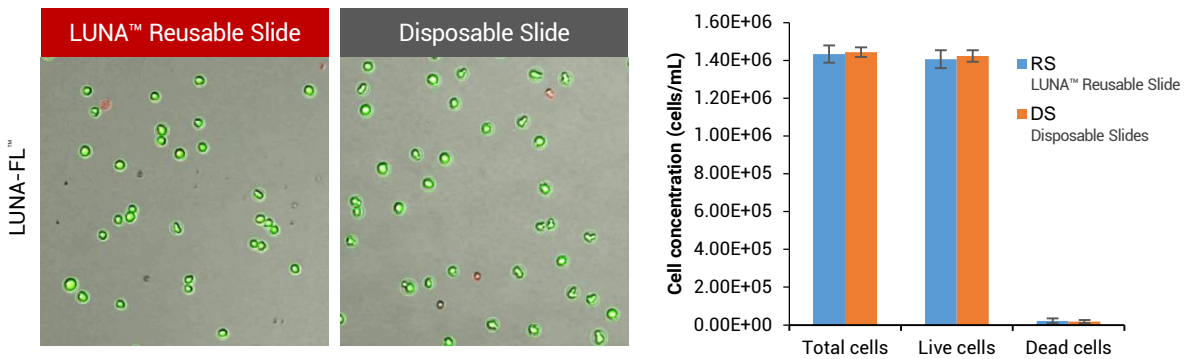 LUNA™ Reusable Slide
Disposable Slide
LUNA-FL™
Cell concentration (cells/mL)
1.60E+06
1.40E+06
1.20E+06
1.00E+06
8.00E+05
6.00E+05
4.00E+05
2.00E+05
0.00E+00
Total cells
Live cells
Dead cells
RS
LUNA™ Reusable Slide
DS
Disposable Slides